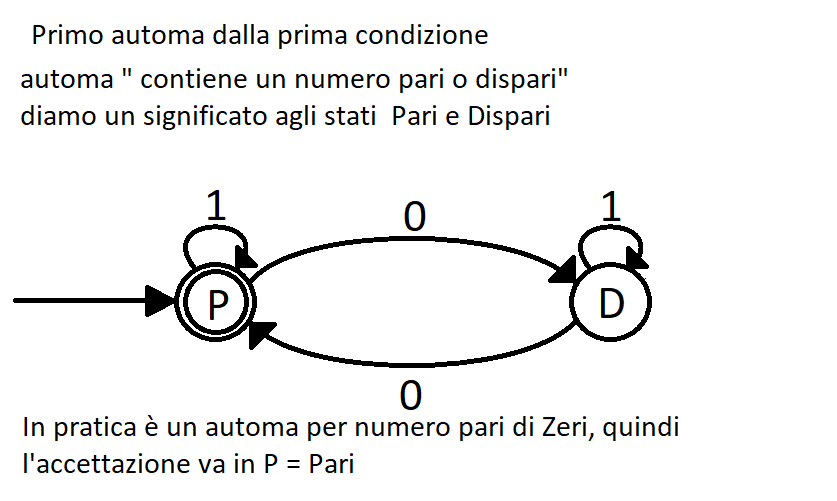 Primo automa dalla prima condizione
automa " contiene un numero pari o dispari"
diamo un significato agli stati Pari e Dispari
1
0
1
P
D
0
In pratica è un automa per numero pari di Zeri, quindi
l'accettazione va in P = Pari